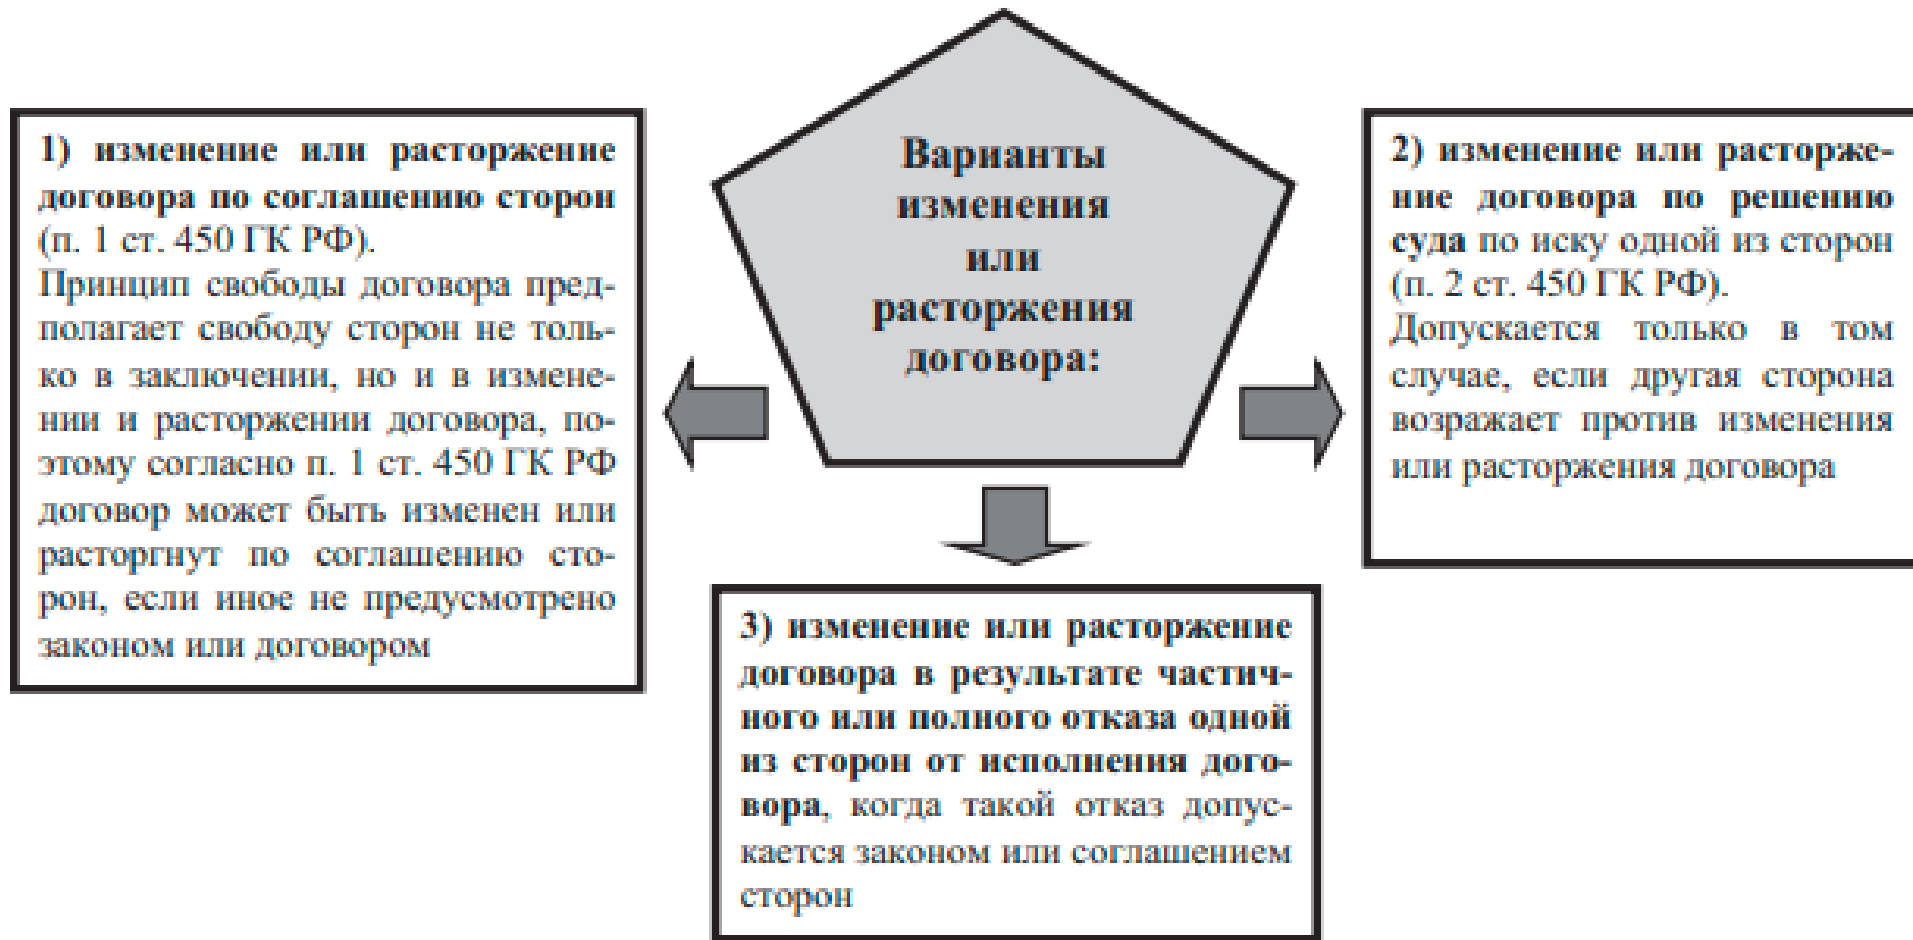 Варианты
изменения
или
расторжения
договора:
1) изменение или расторжение
договора по соглашению сторон
(п. 1 ст. 450 ГК РФ).
Принцип свободы договора пред-
полагает свободу сторон не толь-
ко в заключении, но и в измене-
нии и расторжении договора, по-
этому согласно п. 1 ст. 450 ГК РФ
договор может быть изменен или
расторгнут по соглашению сто-
рон, если иное не предусмотрено
законом или договором
2) изменение или расторже-
ние договора по решению
суда по иску одной из сторон
(п. 2 ст. 450 ГК РФ).
Допускается только в том
случае, если другая сторона
возражает против изменения
или расторжения договора
3) изменение или расторжение
договора в результате частич-
ного или полного отказа одной
из сторон от исполнения дого-
вора, когда такой отказ допус-
кается законом или соглашением
сторон